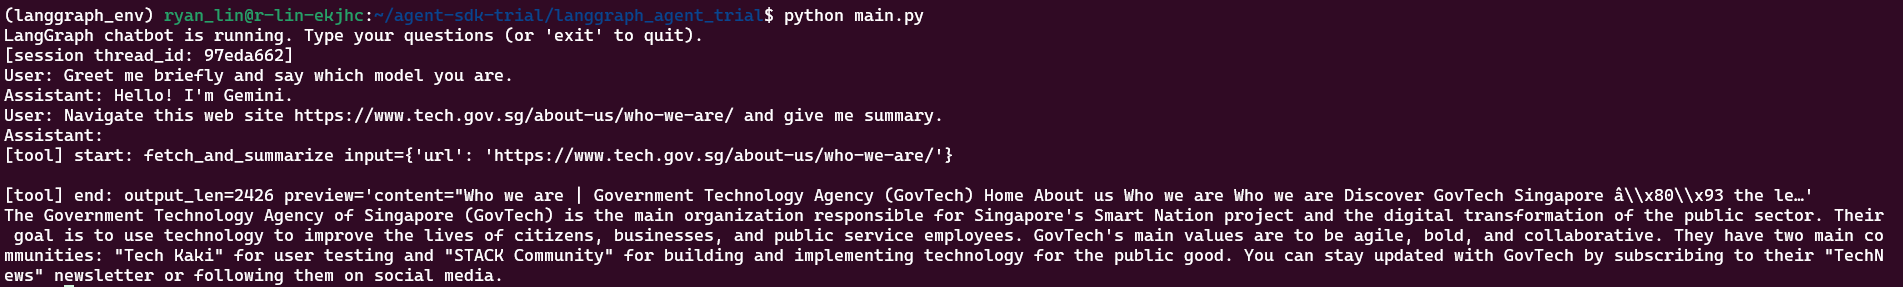 (langgraph_env) ryan_lin@r-lin-ekjhc:~/agent-sdk-trial/langgraph_agent_trial$ python main.py
LangGraph chatbot is running. Type your questions (or 'exit' to quit).
[session thread_id: 97eda662]
User: Greet me briefly and say which model you are.
Assistant: Hello! I'm Gemini.
User: Navigate this web site https://www.tech.gov.sg/about-us/who-we-are/ and give me summary.
Assistant:
[tool] start: fetch_and_summarize input={'url': 'https://www.tech.gov.sg/about-us/who-we-are/'}
[tool] end: output_len=2426 preview='content="Who we are | Government Technology Agency (GovTech) Home About us Who we are Who we are Discover GovTech Singapore â\\x80\\x93 the le…'
The Government Technology Agency of Singapore (GovTech) is the main organization responsible for Singapore's Smart Nation project and the digital transformation of the public sector. Their
 goal is to use technology to improve the lives of citizens, businesses, and public service employees. GovTech's main values are to be agile, bold, and collaborative. They have two main co
mmunities: "Tech Kaki" for user testing and "STACK Community" for building and implementing technology for the public good. You can stay updated with GovTech by subscribing to their "TechN
ews" newsletter or following them on social media.